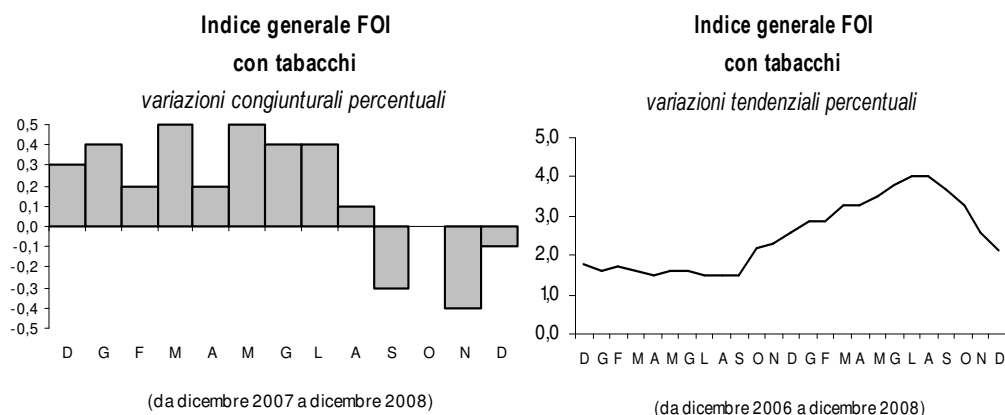 Indice generale FOI
con tabacchi
variazioni congiunturali percentuali
0,5
0,4
0,3
0,2
0,1
0,0
-0,1
-0,2
-0,3
-0,4
-0,5
D G F M A M G L A S O N D
(da dicembre 2007 a dicembre 2008)
Indice generale FOI
con tabacchi
variazioni tendenziali percentuali
5,0
4,0
3,0
2,0
1,0
0,0
D G F M A M G L A S O N D G F M A M G L A S O N D
(da dicembre 2006 a dicembre 2008)